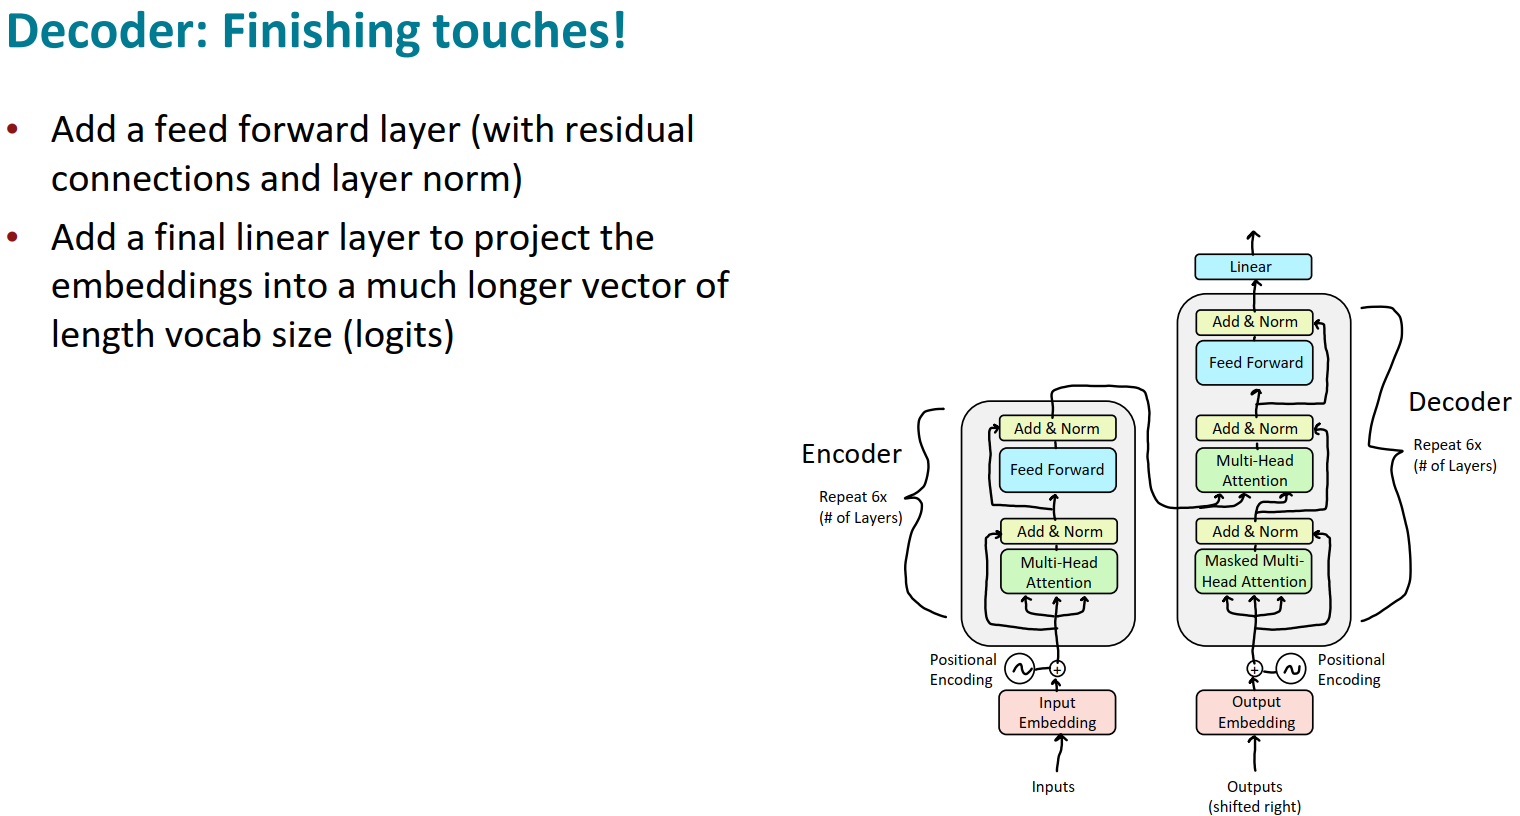 Decoder: Finishing touches!
• Add a feed forward layer (with residual
connections and layer norm)
• Add a final linear layer to project the
embeddings into a much longer vector of
length vocab size (logits)
Encoder
Repeat 6x
(# of Layers)
Add & Norm
Feed Forward
Add & Norm
Multi-Head
Attention
Positional
Encoding
+
Input
Embedding
Inputs
Linear
Add & Norm
Feed Forward
Add & Norm
Multi-Head
Attention
Add & Norm
Masked Multi-
Head Attention
+
Positional
Encoding
Output
Embedding
Outputs
(shifted right)
Decoder
Repeat 6x
(# of Layers)